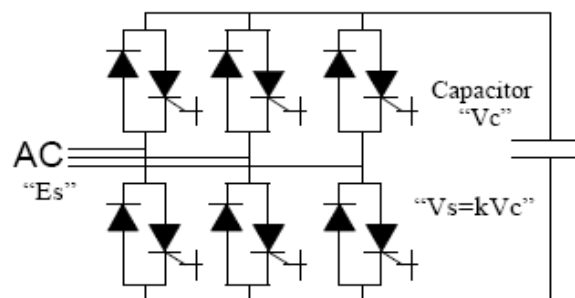 Capacitor
“Vc”
AC
“Es”
“Vs=kVc”